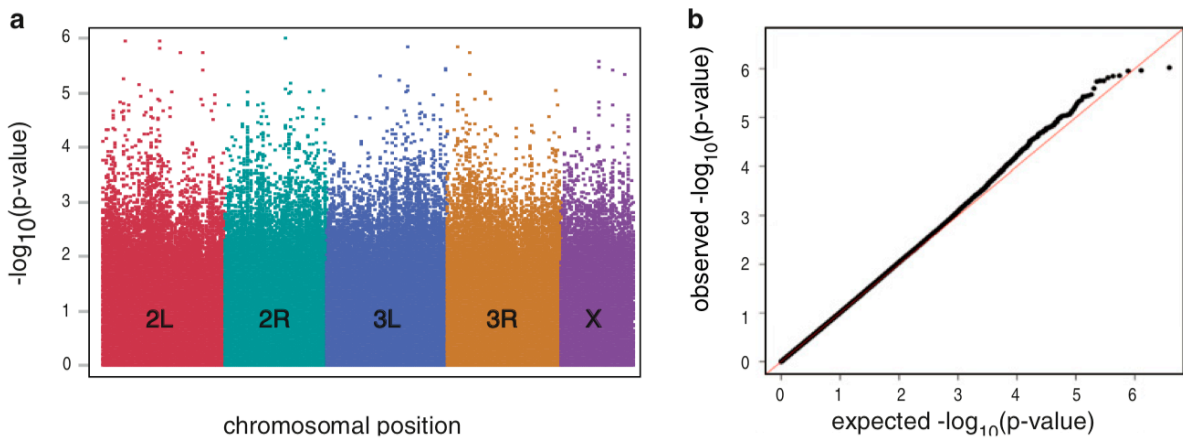 a
-log10(p-value)
6
5
4
3
2
1
0
2L 2R 3L 3R X
chromosomal position
b
observed -log10(p-value)
6
5
4
3
2
1
0
0 1 2 3 4 5 6
expected -log10(p-value)